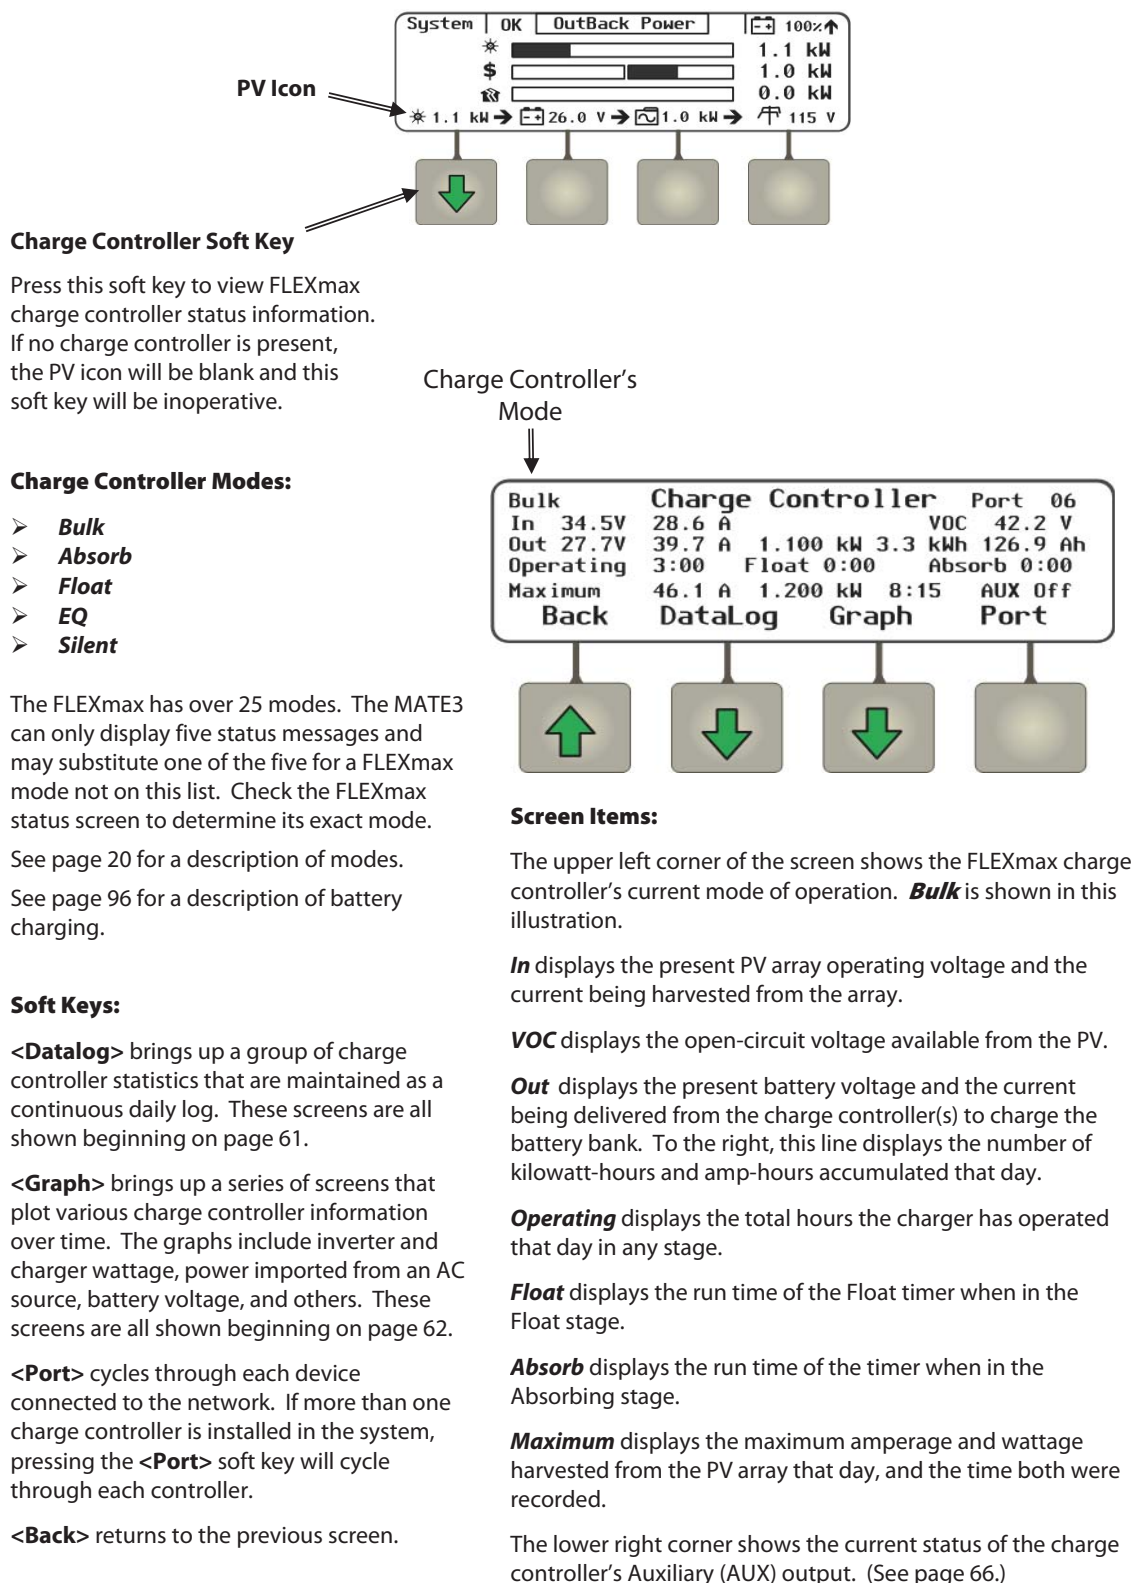 System OK OutBack Power 100%
1.1 kW
$ 1.0 kW
0.0 kW
1.1 kW 26.0 V 1.0 kW 115 V
PV Icon
Charge Controller Soft Key
Press this soft key to view FLEXmax
charge controller status information.
If no charge controller is present,
the PV icon will be blank and this
soft key will be inoperative.
Charge Controller Modes:
➢ Bulk
➢ Absorb
➢ Float
➢ EQ
➢ Silent
The FLEXmax has over 25 modes. The MATE3
can only display five status messages and
may substitute one of the five for a FLEXmax
mode not on this list. Check the FLEXmax
status screen to determine its exact mode.
See page 20 for a description of modes.
See page 96 for a description of battery
charging.
Soft Keys:
<Datalog> brings up a group of charge
controller statistics that are maintained as a
continuous daily log. These screens are all
shown beginning on page 61.
<Graph> brings up a series of screens that
plot various charge controller information
over time. The graphs include inverter and
charger wattage, power imported from an AC
source, battery voltage, and others. These
screens are all shown beginning on page 62.
<Port> cycles through each device
connected to the network. If more than one
charge controller is installed in the system,
pressing the <Port> soft key will cycle
through each controller.
<Back> returns to the previous screen.
Charge Controller's
Mode
Bulk Charge Controller Port 06
In 34.5V 28.6 A VOC 42.2 V
Out 27.7V 39.7 A 1.100 kW 3.3 kWh 126.9 Ah
Operating 3:00 Float 0:00 Absorb 0:00
Maximum 46.1 A 1.200 kW 8:15 AUX Off
Back DataLog Graph Port
Screen Items:
The upper left corner of the screen shows the FLEXmax charge
controller's current mode of operation. Bulk is shown in this
illustration.
In displays the present PV array operating voltage and the
current being harvested from the array.
VOC displays the open-circuit voltage available from the PV.
Out displays the present battery voltage and the current
being delivered from the charge controller(s) to charge the
battery bank. To the right, this line displays the number of
kilowatt-hours and amp-hours accumulated that day.
Operating displays the total hours the charger has operated
that day in any stage.
Float displays the run time of the Float timer when in the
Float stage.
Absorb displays the run time of the timer when in the
Absorbing stage.
Maximum displays the maximum amperage and wattage
harvested from the PV array that day, and the time both were
recorded.
The lower right corner shows the current status of the charge
controller's Auxiliary (AUX) output. (See page 66.)